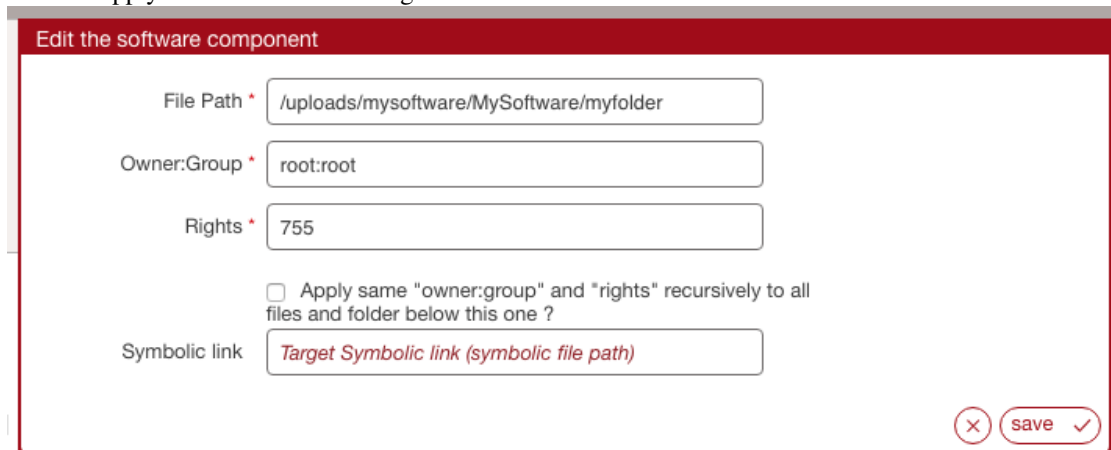 Edit the software component
File Path *
/uploads/mysoftware/MySoftware/myfolder
Owner:Group *
root:root
Rights *
755
Apply same "owner:group" and "rights" recursively to all
files and folder below this one ?
Symbolic link
Target Symbolic link (symbolic file path)
save